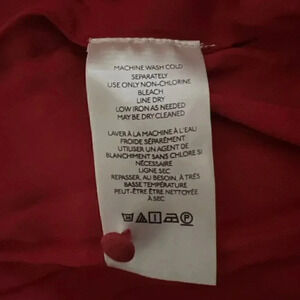 MACHINE WASH COLD
SEPARATELY
USE ONLY NON-CHLORINE
BLEACH
LINE DRY
LOW IRON AS NEEDED
MAY BE DRY CLEANED
LAVER À LA MACHINE À L'EAU
FROIDE SÉPARÉMENT
UTILISER UN AGENT DE
BLANCHIMENT SANS CHLORE SI
NÉCESSAIRE
LIGNE SEC
REPASSER, AU BESOIN, À TRÈS
BASSE TEMPÉRATURE
PEUT-ÊTRE ÊTRE NETTOYÉE
À SEC
P